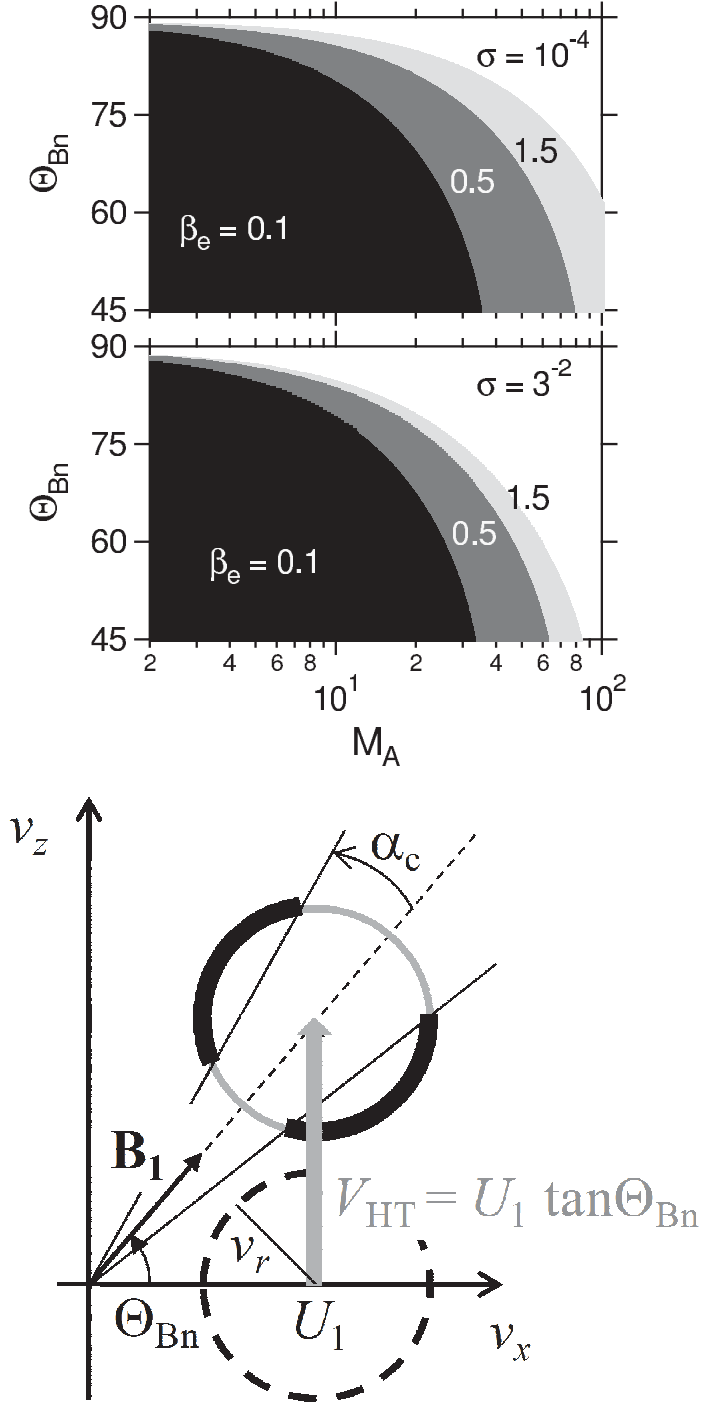 90
75
60
45
Θ_Bn
σ = 10^-4
1.5
0.5
β_e = 0.1
90
75
60
45
Θ_Bn
σ = 3^-2
1.5
0.5
β_e = 0.1
2 4 6 8 10^1 2 4 6 8 10^2
M_A
v_z
α_c
B_1
V_HT = U_1 tanΘ_Bn
v_r
Θ_Bn
U_1
v_x